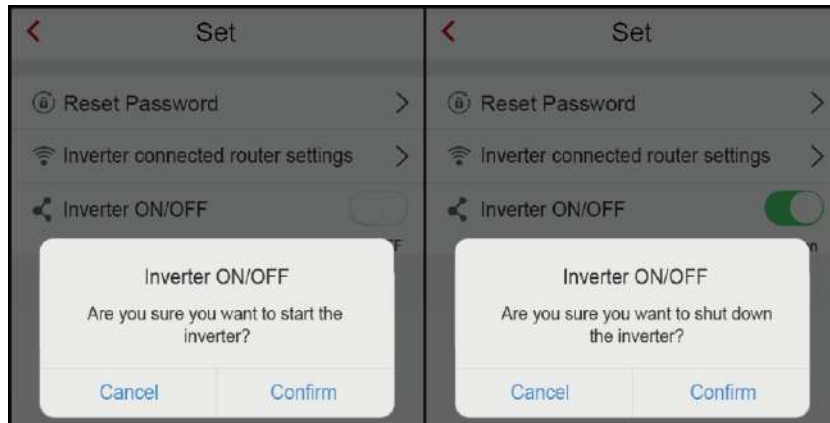 Set
Reset Password
Inverter connected router settings
Inverter ON/OFF
Inverter ON/OFF
Are you sure you want to start the
inverter?
Cancel Confirm
Set
Reset Password
Inverter connected router settings
Inverter ON/OFF
Inverter ON/OFF
Are you sure you want to shut down
the inverter?
Cancel Confirm